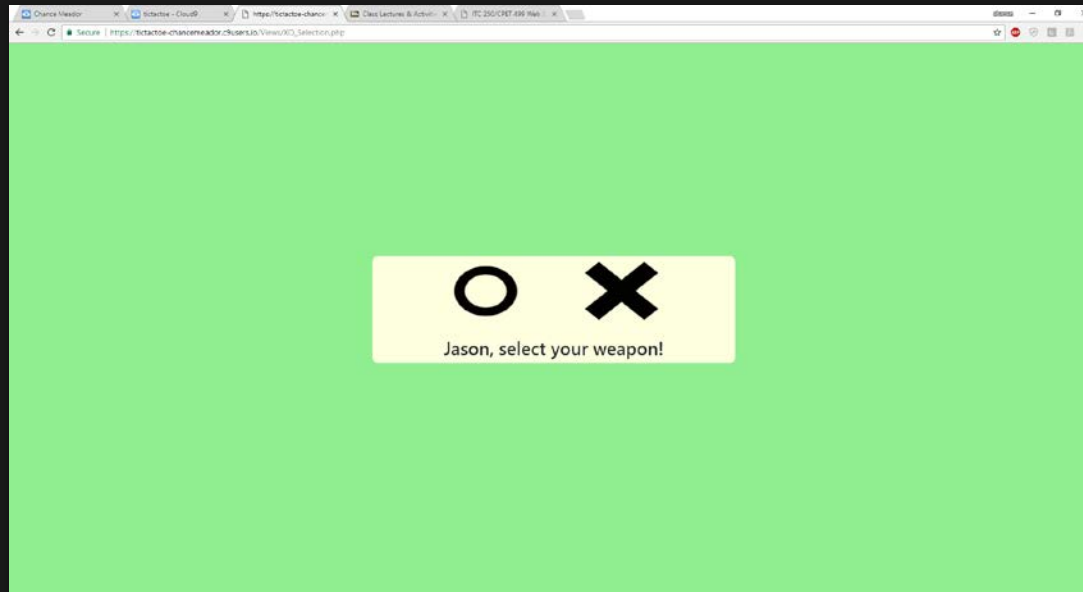 Chance Meador
tictactoe - Cloud9
https://tictactoe-chance
Class Lectures & Activit
ITC 250/CPET 499 Web
Secure | https://tictactoe-chancemeador.c9users.io/Views/XO_Selection.php
O X
Jason, select your weapon!